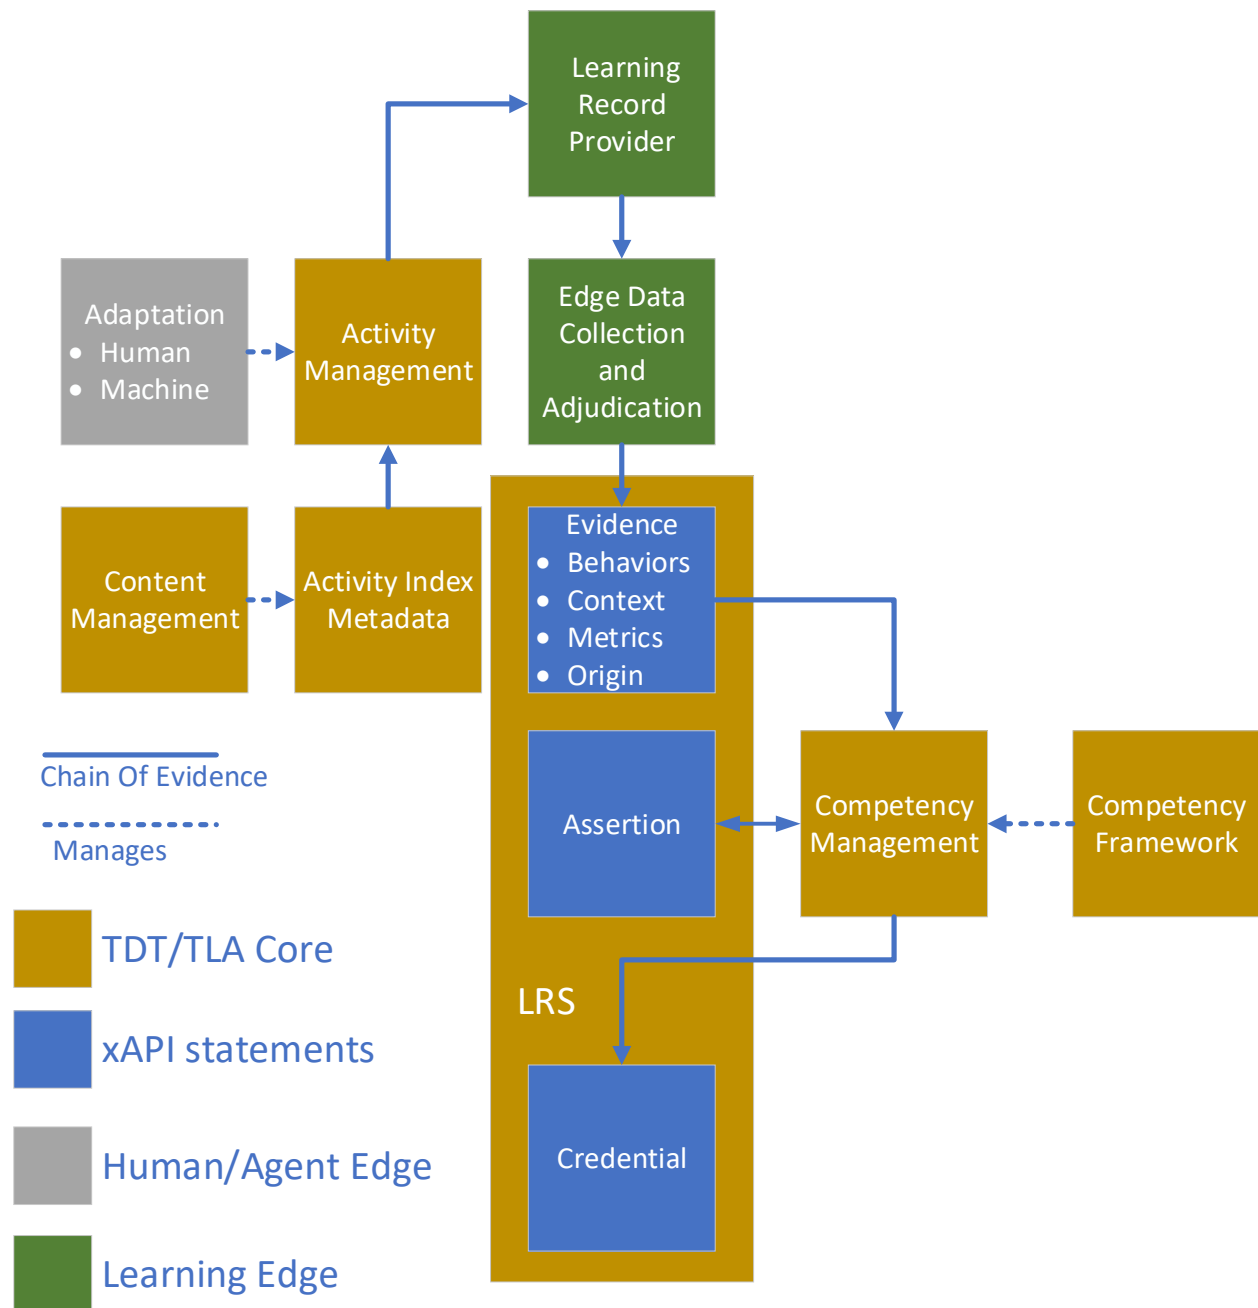 Learning
Record
Provider
Adaptation
• Human
• Machine
Activity
Management
Edge Data
Collection
and
Adjudication
Content
Management
Activity Index
Metadata
Evidence
• Behaviors
• Context
• Metrics
• Origin
Chain Of Evidence
Manages
Assertion
Competency
Management
Competency
Framework
TDT/TLA Core
LRS
xAPI statements
Human/Agent Edge
Credential
Learning Edge